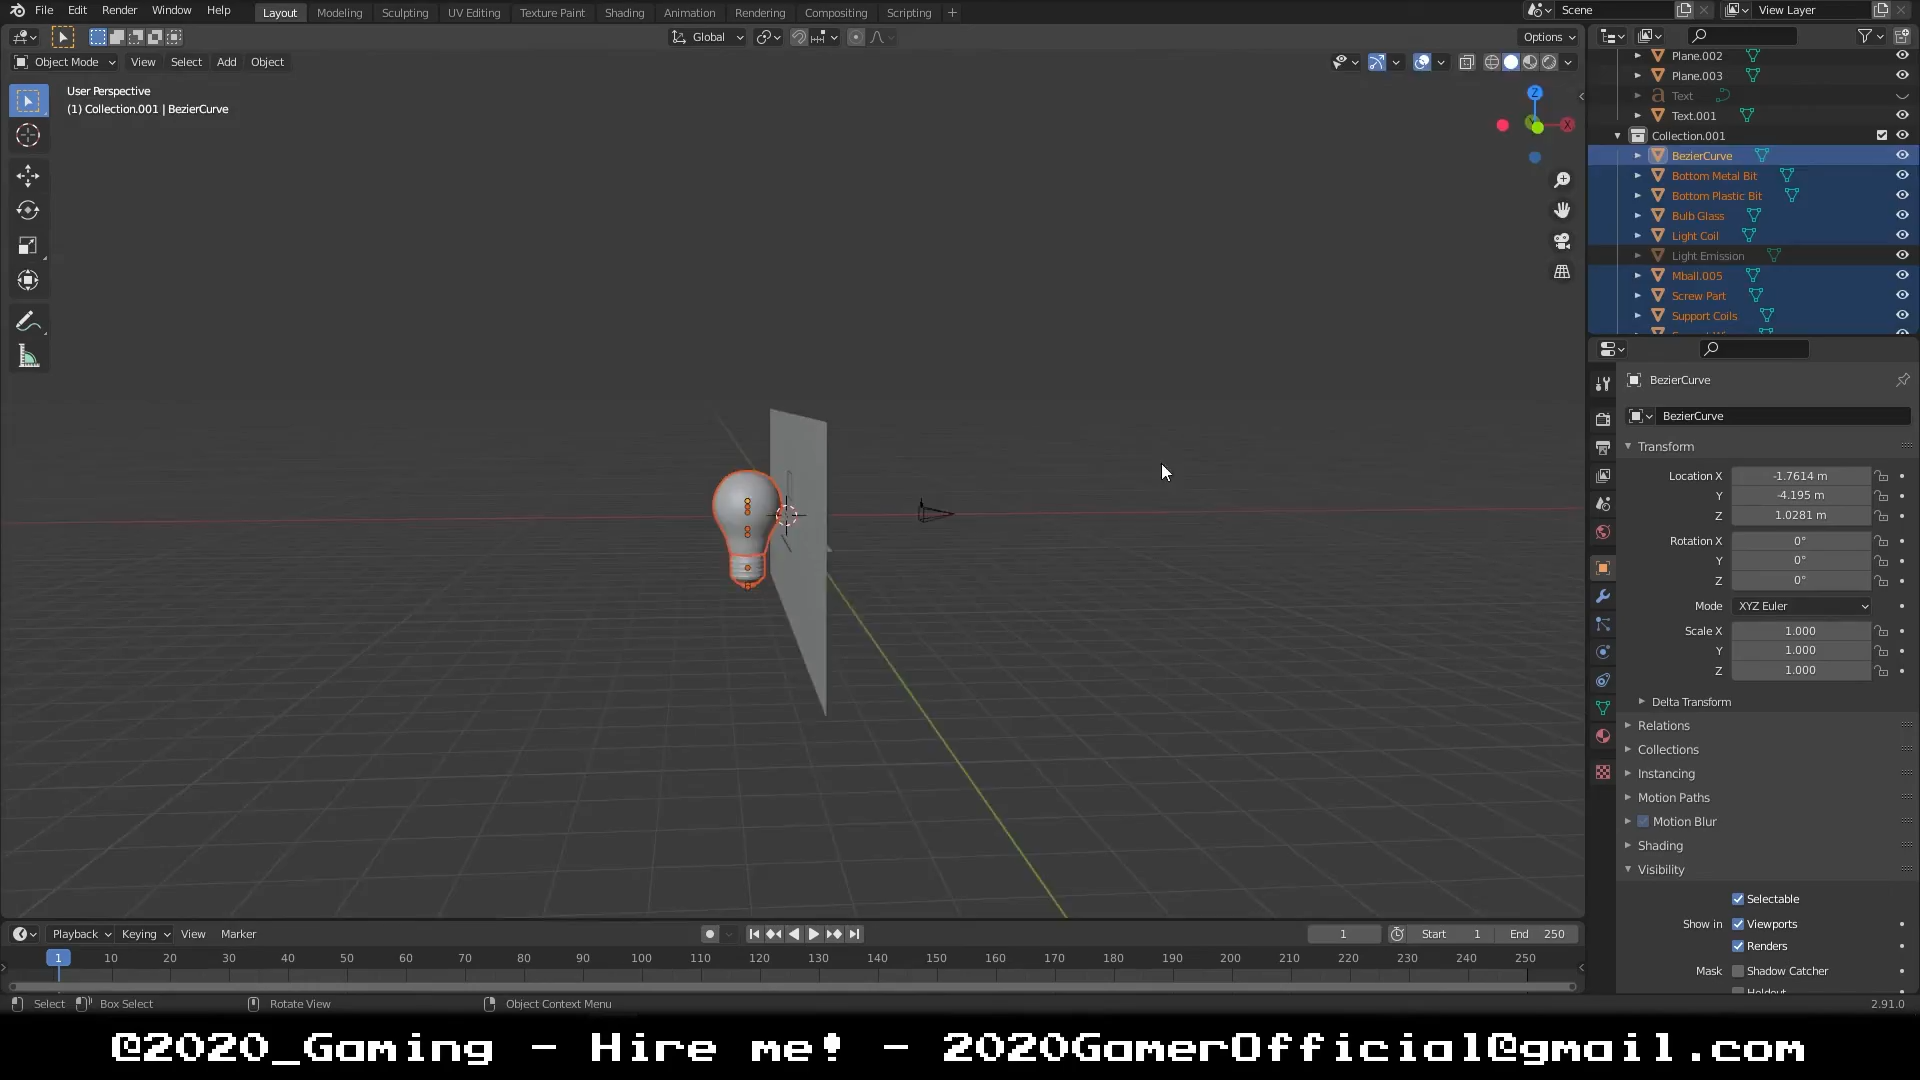 File Edit Render Window Help Layout Modeling Sculpting UV Editing Texture Paint Shading Animation Rendering Compositing Scripting + Scene View Layer
Global Options
Object Mode View Select Add Object
User Perspective
(1) Collection.001 | BezierCurve
Z
X
Plane.002
Plane.003
Text
Text.001
Collection.001
BezierCurve
Bottom Metal Bit
Bottom Plastic Bit
Bulb Glass
Light Coil
Light Emission
Mball.005
Screw Part
Support Coils
BezierCurve
BezierCurve
Transform
Location X -1.7614 m
Y -4.195 m
Z 1.0281 m
Rotation X 0°
Y 0°
Z 0°
Mode XYZ Euler
Scale X 1.000
Y 1.000
Z 1.000
Delta Transform
Relations
Collections
Instancing
Motion Paths
Motion Blur
Shading
Visibility
Selectable
Show in Viewports
Renders
Mask Shadow Catcher
Holdout
Playback Keying View Marker 1 Start 1 End 250
1 10 20 30 40 50 60 70 80 90 100 110 120 130 140 150 160 170 180 190 200 210 220 230 240 250
Select Box Select Rotate View Object Context Menu 2.91.0
@2020_Gaming - Hire me! - 2020GamerOfficial@gmail.com